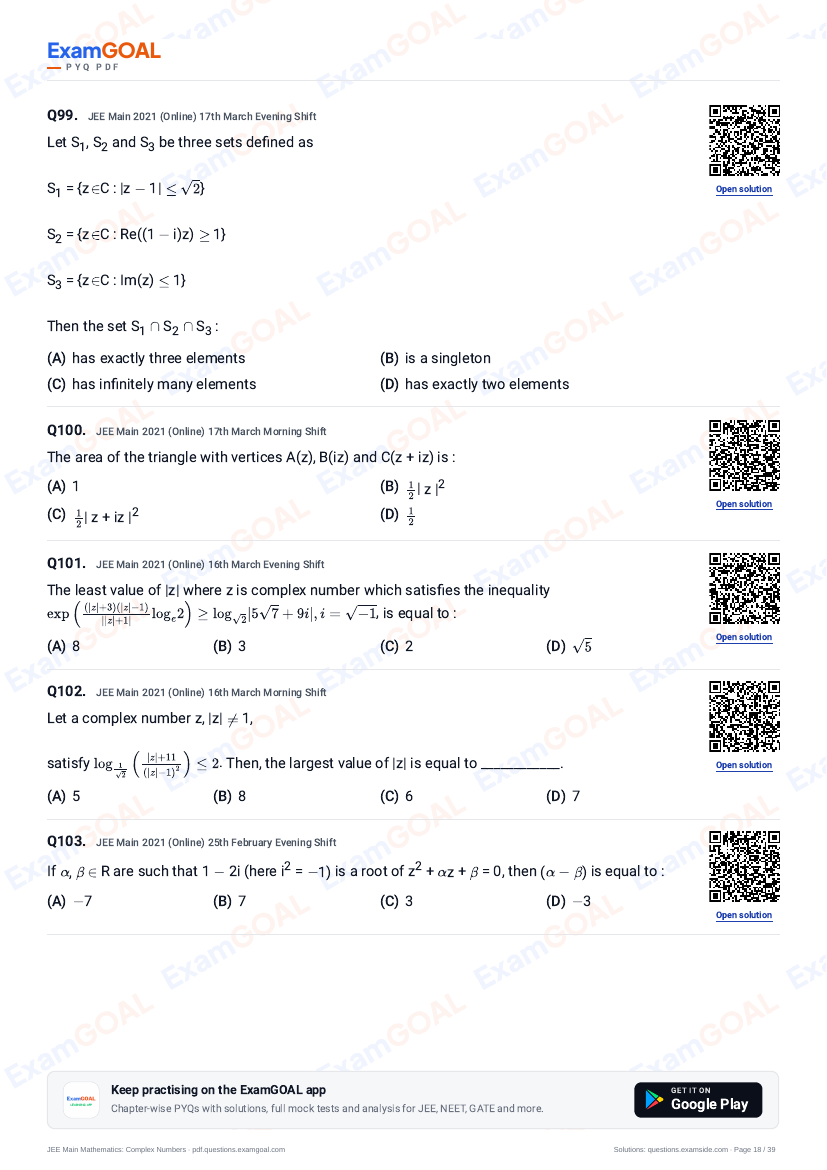 ExamGOAL
PYQ PDF
Q99. JEE Main 2021 (Online) 17th March Evening Shift
Let S₁, S₂ and S₃ be three sets defined as
S₁ = {z∈C : |z − 1| ≤ √2}
S₂ = {z∈C : Re((1 − i)z) ≥ 1}
S₃ = {z∈C : Im(z) ≤ 1}
Then the set S₁ ∩ S₂ ∩ S₃ :
(A) has exactly three elements (B) is a singleton
(C) has infinitely many elements (D) has exactly two elements
Open solution
Q100. JEE Main 2021 (Online) 17th March Morning Shift
The area of the triangle with vertices A(z), B(iz) and C(z + iz) is :
(A) 1 (B) 1/2 | z |²
(C) 1/2 | z + iz |² (D) 1/2
Open solution
Q101. JEE Main 2021 (Online) 16th March Evening Shift
The least value of |z| where z is complex number which satisfies the inequality
exp ( (|z|+3)(|z|−1) / ||z|+1| logₑ2 ) ≥ log_√2 |5√7 + 9i|, i = √−1, is equal to :
(A) 8 (B) 3 (C) 2 (D) √5
Open solution
Q102. JEE Main 2021 (Online) 16th March Morning Shift
Let a complex number z, |z| ≠ 1,
satisfy log_(1/√2) ( |z|+11 / (|z|−1)² ) ≤ 2. Then, the largest value of |z| is equal to ____________.
(A) 5 (B) 8 (C) 6 (D) 7
Open solution
Q103. JEE Main 2021 (Online) 25th February Evening Shift
If α, β ∈ R are such that 1 − 2i (here i² = −1) is a root of z² + αz + β = 0, then (α − β) is equal to :
(A) −7 (B) 7 (C) 3 (D) −3
Open solution
Keep practising on the ExamGOAL app
Chapter-wise PYQs with solutions, full mock tests and analysis for JEE, NEET, GATE and more.
GET IT ON
Google Play
JEE Main Mathematics: Complex Numbers · pdf.questions.examgoal.com
Solutions: questions.examside.com · Page 18 / 39